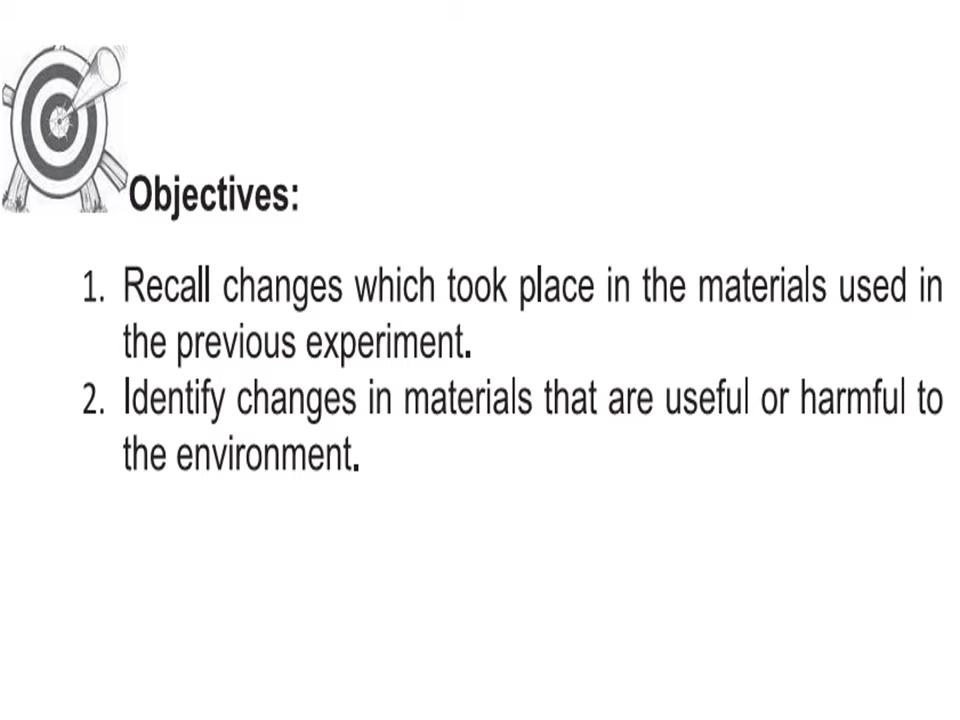 Objectives:
1. Recall changes which took place in the materials used in
the previous experiment.
2. Identify changes in materials that are useful or harmful to
the environment.